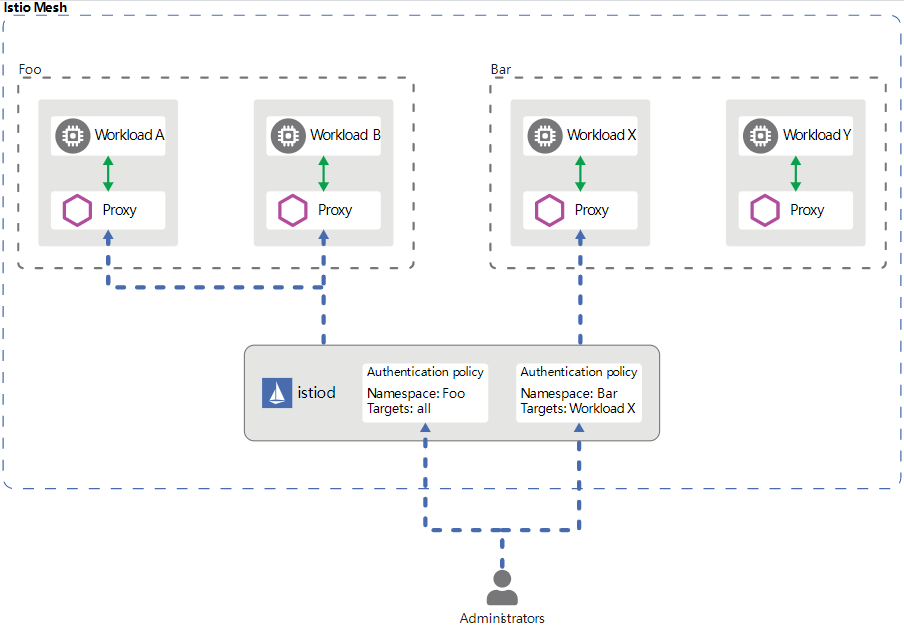 Istio Mesh
Foo
Bar
Workload A
Workload B
Workload X
Workload Y
Proxy
Proxy
Proxy
Proxy
istiod
Authentication policy
Namespace: Foo
Targets: all
Authentication policy
Namespace: Bar
Targets: Workload X
Administrators